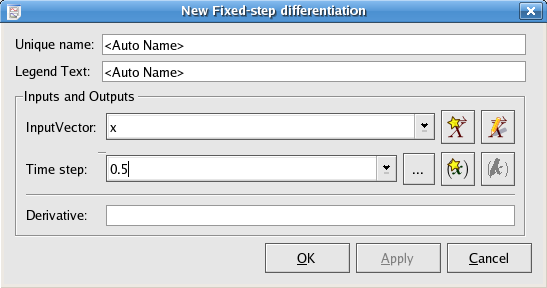 New Fixed-step differentiation
Unique name: <Auto Name>
Legend Text: <Auto Name>
Inputs and Outputs
InputVector: x
Time step: 0.5 ...
Derivative:
OK Apply Cancel